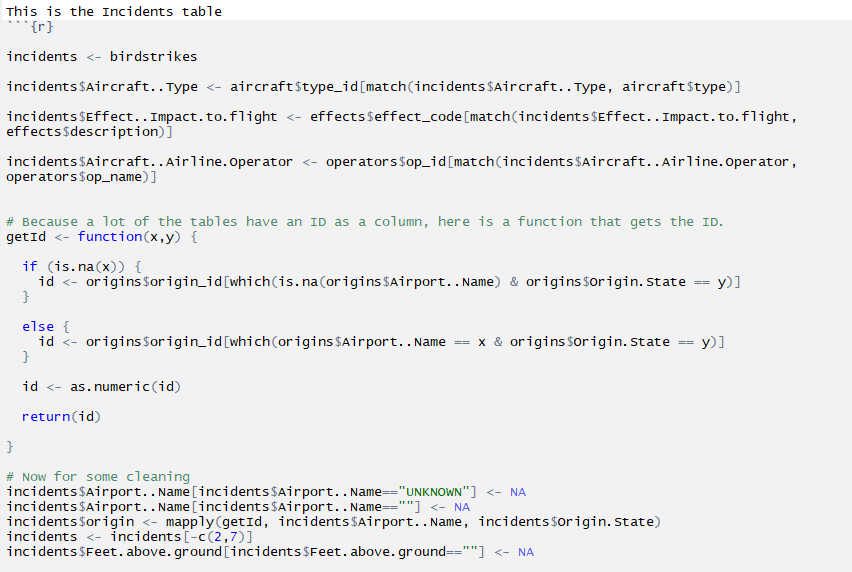 This is the Incidents table
```{r}
incidents <- birdstrikes
incidents$Aircraft..Type <- aircraft$type_id[match(incidents$Aircraft..Type, aircraft$type)]
incidents$Effect..Impact.to.flight <- effects$effect_code[match(incidents$Effect..Impact.to.flight,
effects$description)]
incidents$Aircraft..Airline.Operator <- operators$op_id[match(incidents$Aircraft..Airline.Operator,
operators$op_name)]
# Because a lot of the tables have an ID as a column, here is a function that gets the ID.
getId <- function(x,y) {
  if (is.na(x)) {
    id <- origins$origin_id[which(is.na(origins$Airport..Name) & origins$Origin.State == y)]
  }
  else {
    id <- origins$origin_id[which(origins$Airport..Name == x & origins$Origin.State == y)]
  }
  id <- as.numeric(id)
  return(id)
}
# Now for some cleaning
incidents$Airport..Name[incidents$Airport..Name=="UNKNOWN"] <- NA
incidents$Airport..Name[incidents$Airport..Name==""] <- NA
incidents$origin <- mapply(getId, incidents$Airport..Name, incidents$Origin.State)
incidents <- incidents[-c(2,7)]
incidents$Feet.above.ground[incidents$Feet.above.ground==""] <- NA